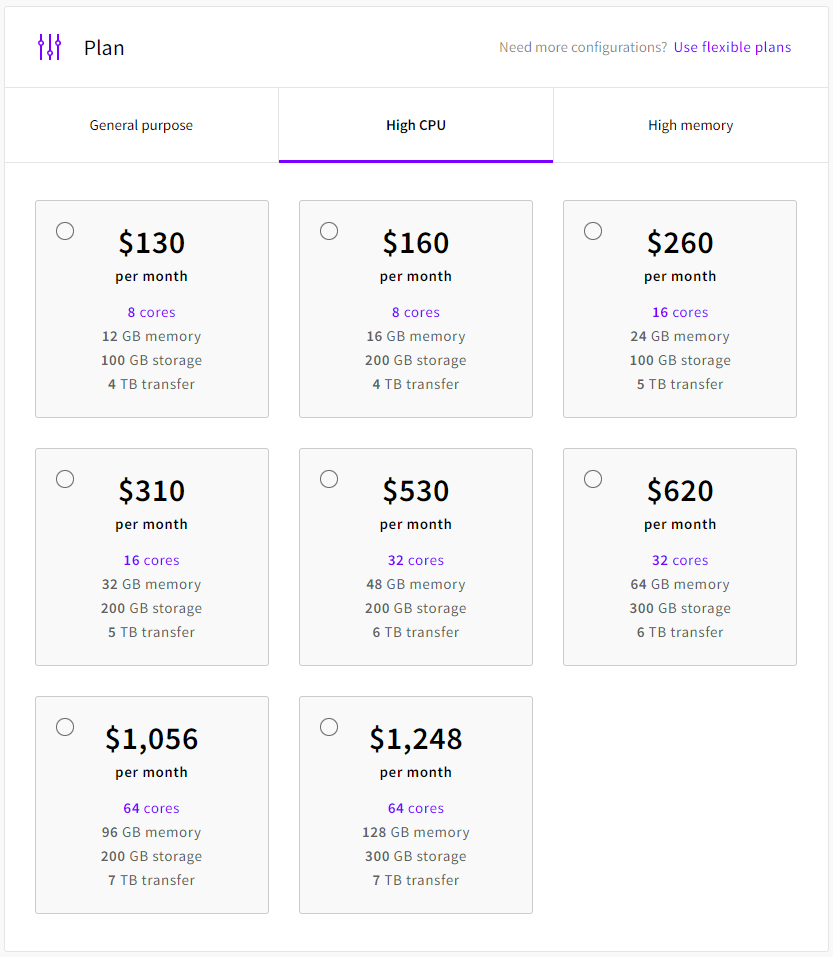 Plan
Need more configurations? Use flexible plans
General purpose
High CPU
High memory
$130
per month
8 cores
12 GB memory
100 GB storage
4 TB transfer
$160
per month
8 cores
16 GB memory
200 GB storage
4 TB transfer
$260
per month
16 cores
24 GB memory
100 GB storage
5 TB transfer
$310
per month
16 cores
32 GB memory
200 GB storage
5 TB transfer
$530
per month
32 cores
48 GB memory
200 GB storage
6 TB transfer
$620
per month
32 cores
64 GB memory
300 GB storage
6 TB transfer
$1,056
per month
64 cores
96 GB memory
200 GB storage
7 TB transfer
$1,248
per month
64 cores
128 GB memory
300 GB storage
7 TB transfer